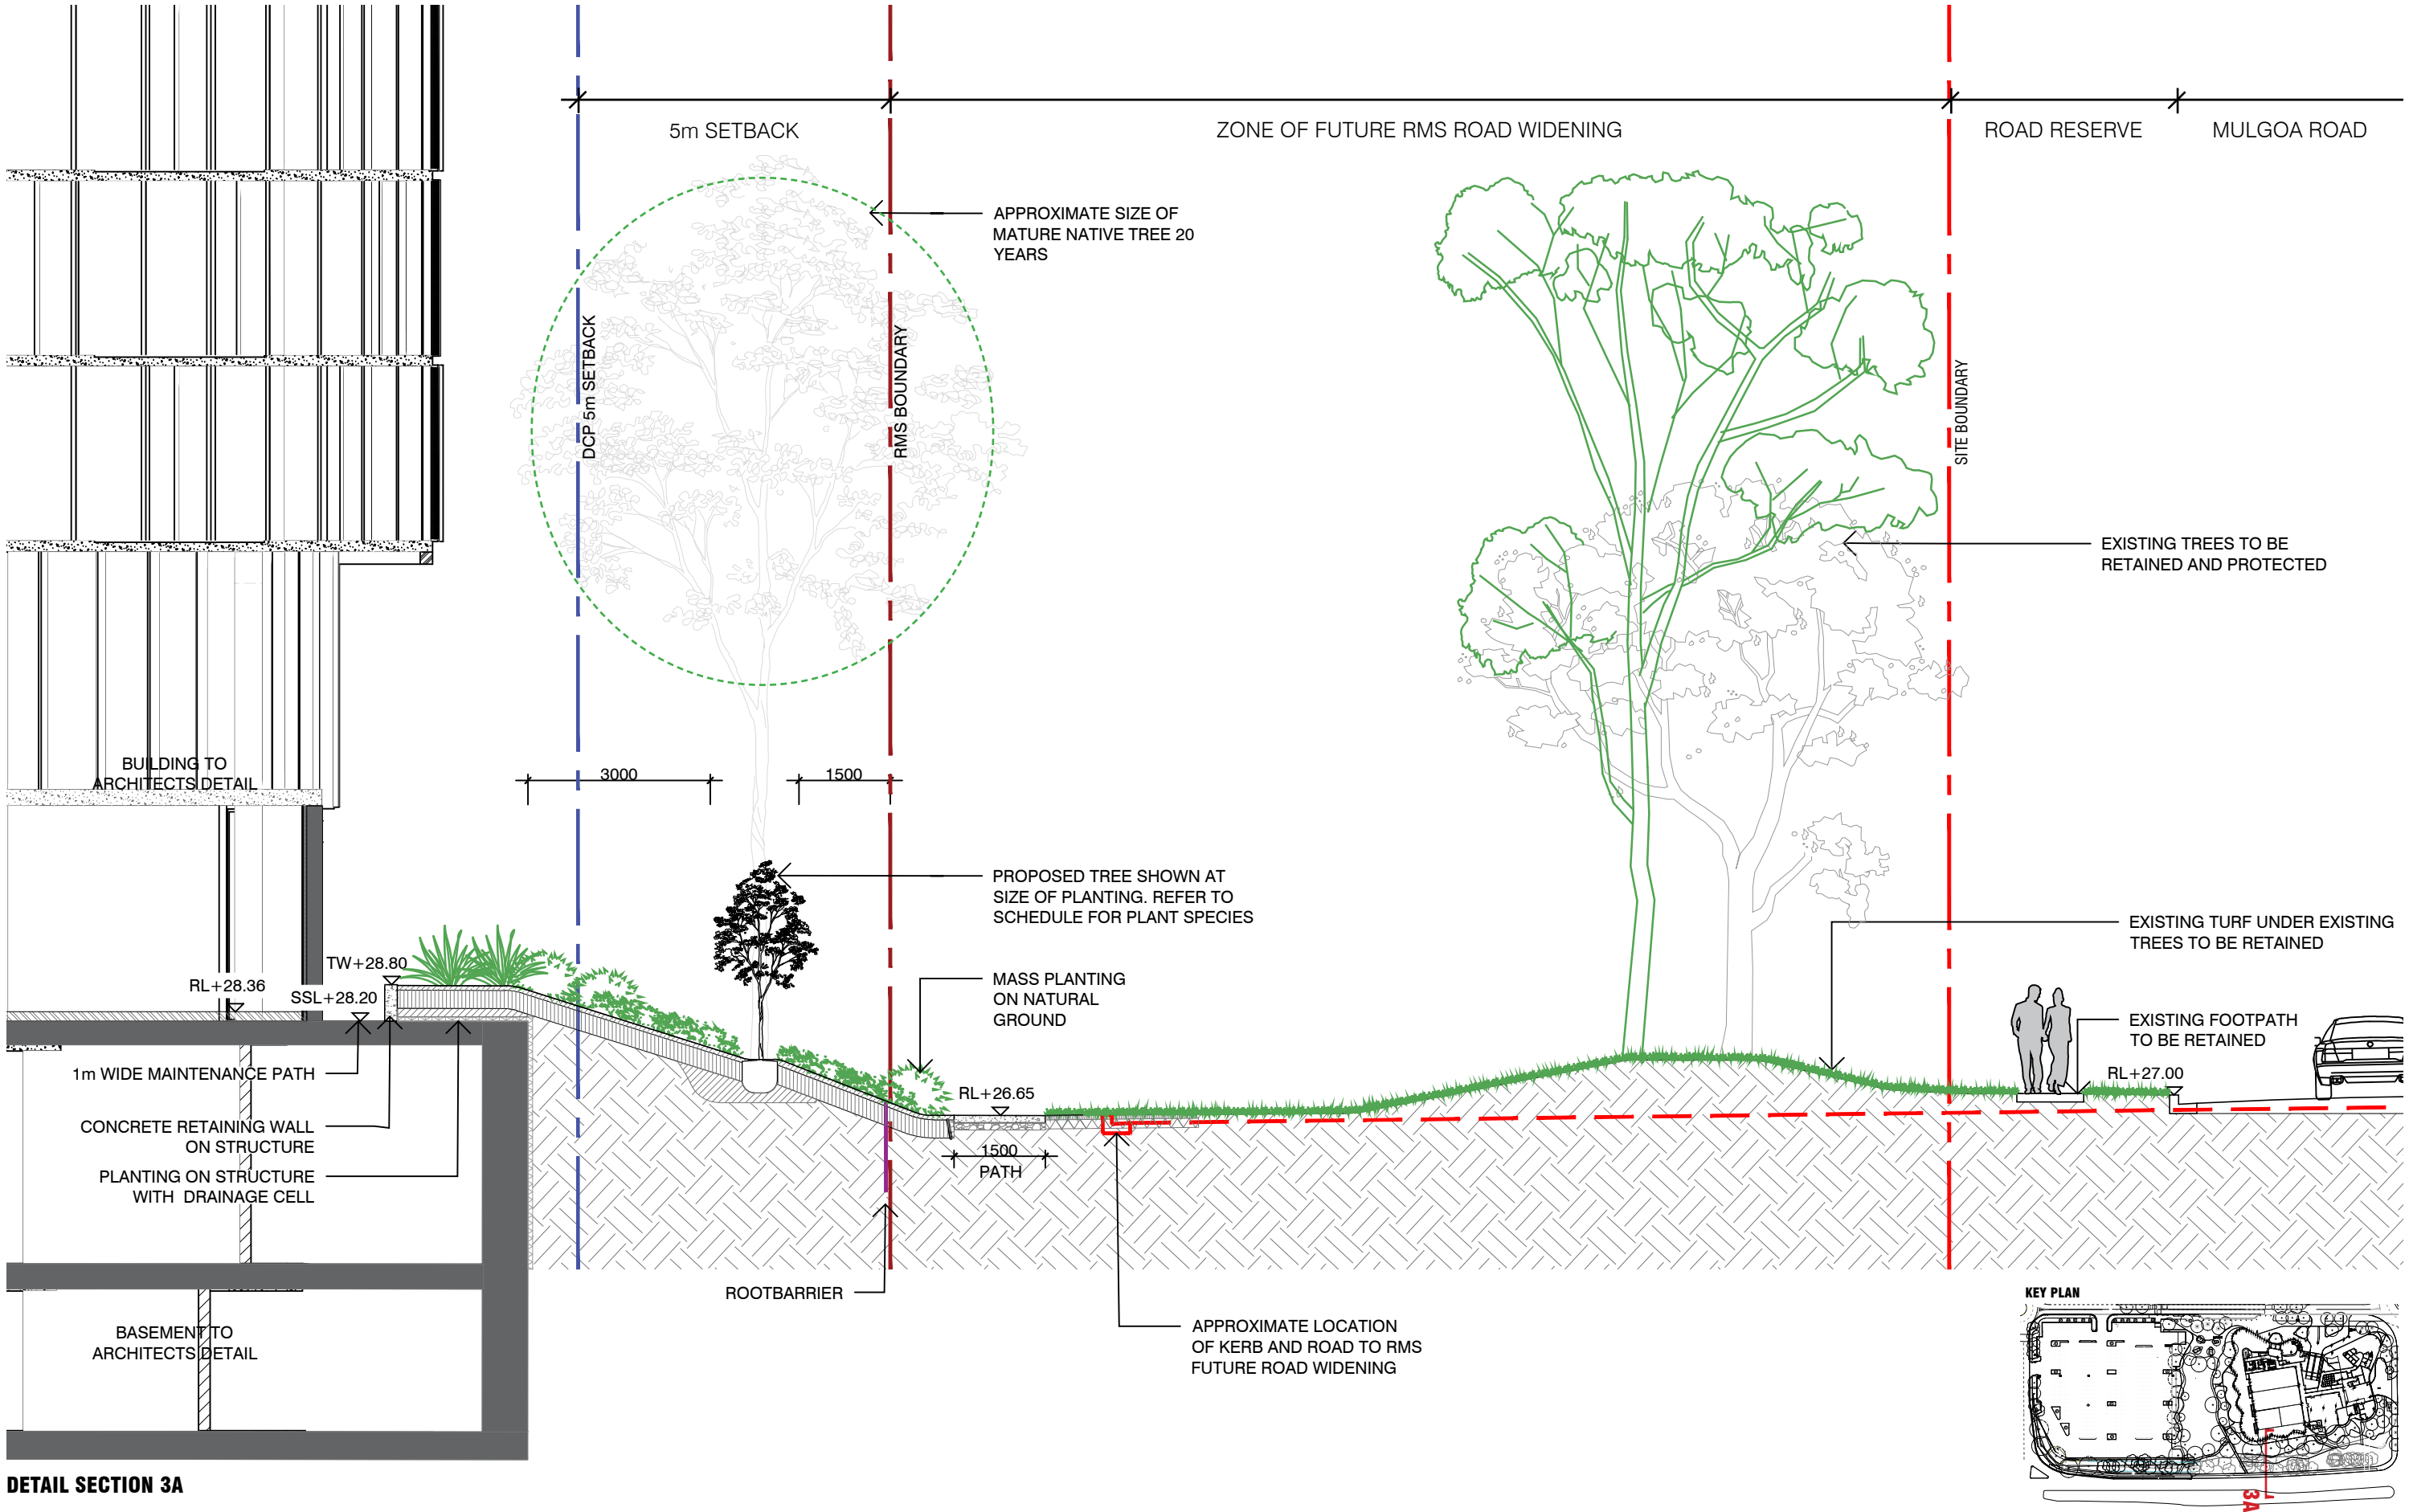 5m SETBACK
ZONE OF FUTURE RMS ROAD WIDENING
ROAD RESERVE
MULGOA ROAD
APPROXIMATE SIZE OF
MATURE NATIVE TREE 20
YEARS
DCP 5m SETBACK
RMS BOUNDARY
SITE BOUNDARY
EXISTING TREES TO BE
RETAINED AND PROTECTED
BUILDING TO
ARCHITECTS DETAIL
3000
1500
PROPOSED TREE SHOWN AT
SIZE OF PLANTING. REFER TO
SCHEDULE FOR PLANT SPECIES
EXISTING TURF UNDER EXISTING
TREES TO BE RETAINED
TW+28.80
RL+28.36
SSL+28.20
MASS PLANTING
ON NATURAL
GROUND
EXISTING FOOTPATH
TO BE RETAINED
RL+27.00
1m WIDE MAINTENANCE PATH
RL+26.65
CONCRETE RETAINING WALL
ON STRUCTURE
1500
PATH
PLANTING ON STRUCTURE
WITH DRAINAGE CELL
ROOTBARRIER
KEY PLAN
APPROXIMATE LOCATION
OF KERB AND ROAD TO RMS
FUTURE ROAD WIDENING
BASEMENT TO
ARCHITECTS DETAIL
3A
DETAIL SECTION 3A